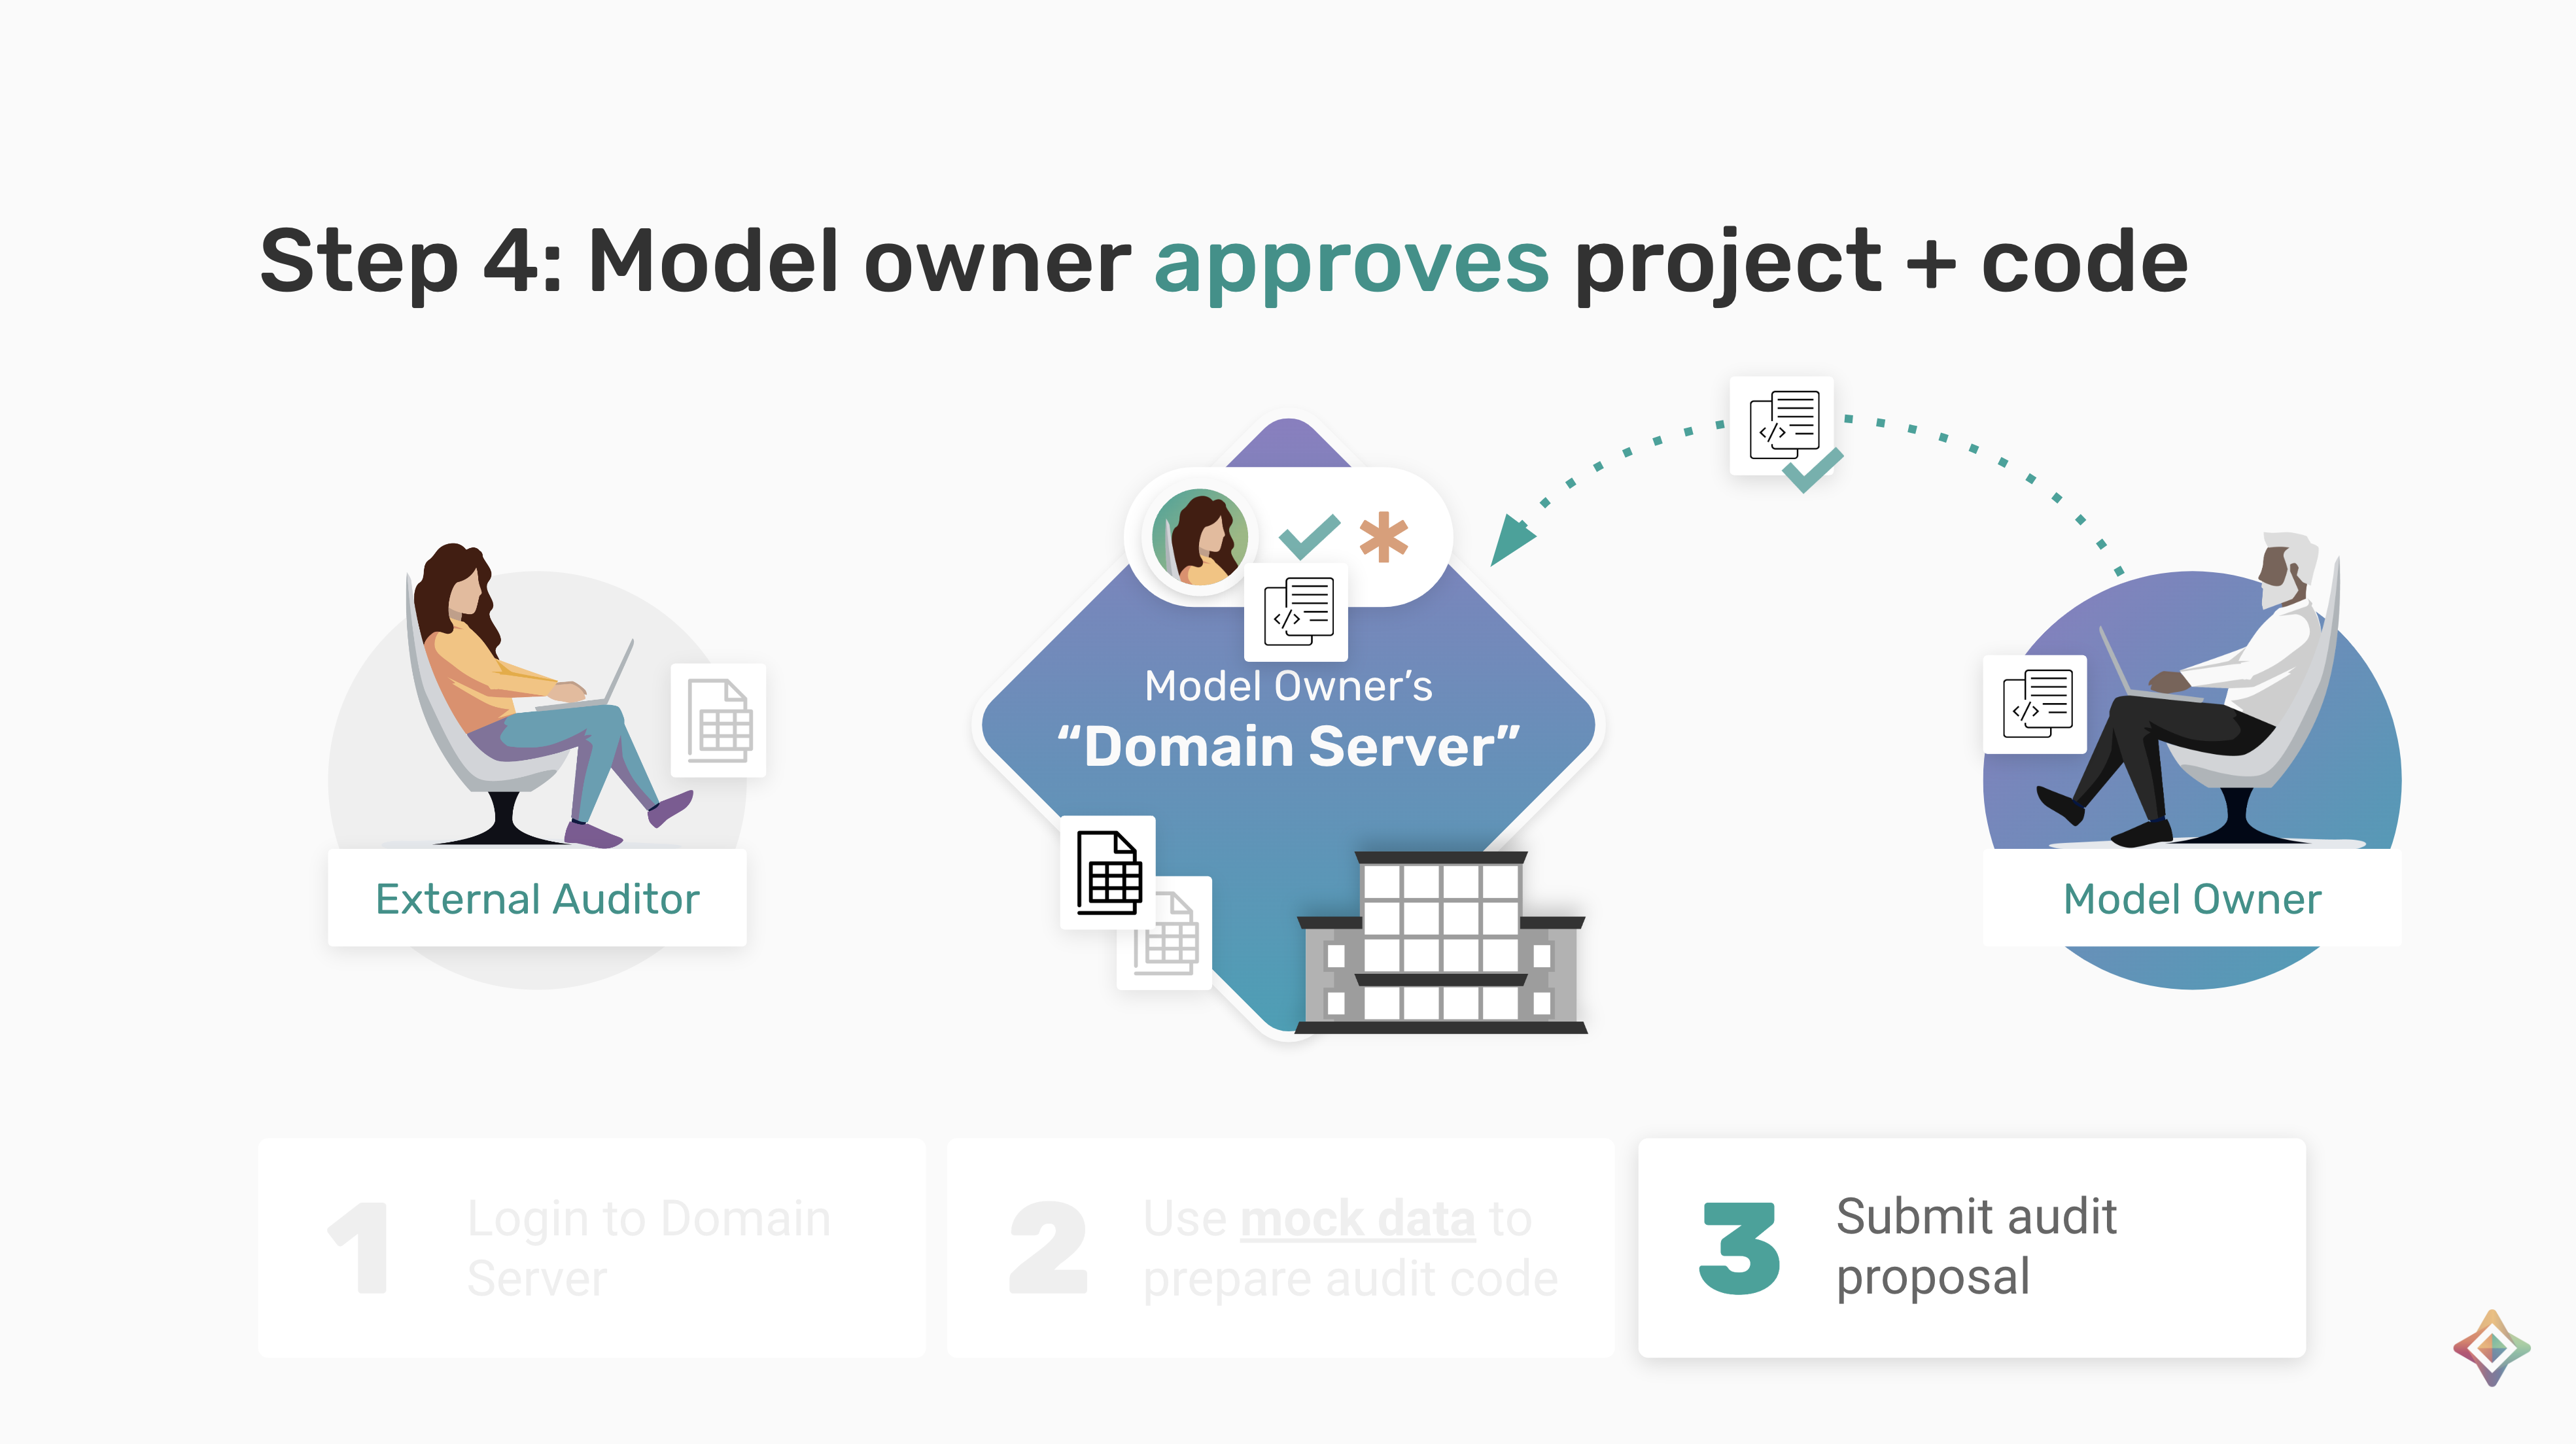 Step 4: Model owner approves project + code
Model Owner's
“Domain Server”
External Auditor
Model Owner
1
Login to Domain
Server
2
Use mock data to
prepare audit code
3
Submit audit
proposal